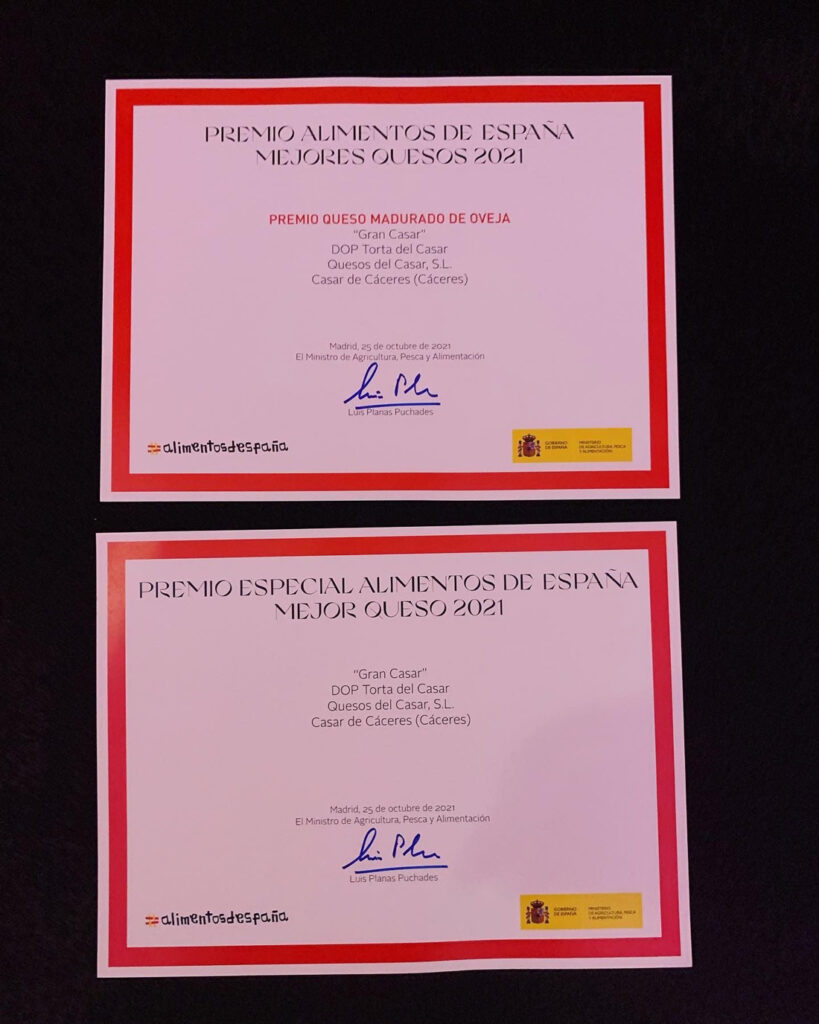 PREMIO ALIMENTOS DE ESPAÑA
MEJORES QUESOS 2021
PREMIO QUESO MADURADO DE OVEJA
"Gran Casar"
DOP Torta del Casar
Quesos del Casar, S.L.
Casar de Cáceres (Cáceres)
Madrid, 25 de octubre de 2021
El Ministro de Agricultura, Pesca y Alimentación
Luis Planas Puchades
#alimentosdespaña
GOBIERNO
DE ESPAÑA
MINISTERIO
DE AGRICULTURA, PESCA
Y ALIMENTACIÓN
PREMIO ESPECIAL ALIMENTOS DE ESPAÑA
MEJOR QUESO 2021
"Gran Casar"
DOP Torta del Casar
Quesos del Casar, S.L.
Casar de Cáceres (Cáceres)
Madrid, 25 de octubre de 2021
El Ministro de Agricultura, Pesca y Alimentación
Luis Planas Puchades
#alimentosdespaña
GOBIERNO
DE ESPAÑA
MINISTERIO
DE AGRICULTURA, PESCA
Y ALIMENTACIÓN